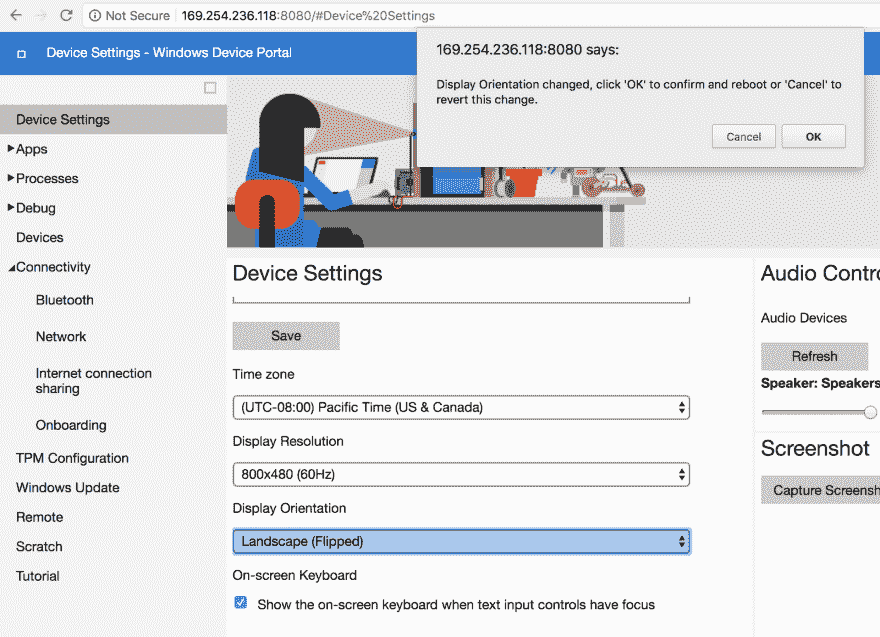 Not Secure 169.254.236.118:8080/#Device%20Settings
Device Settings - Windows Device Portal
169.254.236.118:8080 says:
Display Orientation changed, click 'OK' to confirm and reboot or 'Cancel' to
revert this change.
Cancel
OK
Device Settings
Apps
Processes
Debug
Devices
Connectivity
Bluetooth
Network
Internet connection
sharing
Onboarding
TPM Configuration
Windows Update
Remote
Scratch
Tutorial
Device Settings
Save
Time zone
(UTC-08:00) Pacific Time (US & Canada)
Display Resolution
800x480 (60Hz)
Display Orientation
Landscape (Flipped)
On-screen Keyboard
Show the on-screen keyboard when text input controls have focus
Audio Contro
Audio Devices
Refresh
Speaker: Speakers
Screenshot
Capture Screensh